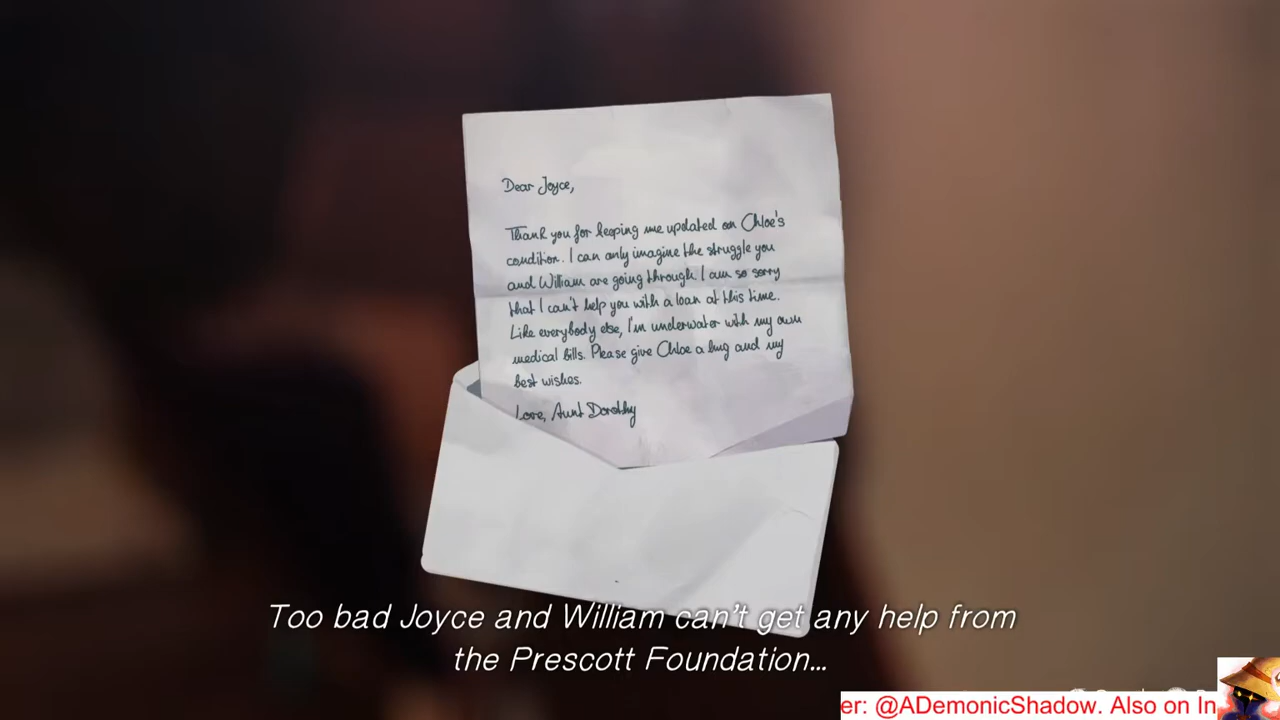 Dear Joyce,
Thank you for keeping me updated on Chloe's
condition. I can only imagine the struggle you
and William are going through. I am so sorry
that I can't help you with a loan at this time.
Like everybody else, I'm underwater with my own
medical bills. Please give Chloe a hug and my
best wishes.
Love, Aunt Dorothy
Too bad Joyce and William can't get any help from
the Prescott Foundation...
er: @ADemonicShadow. Also on In